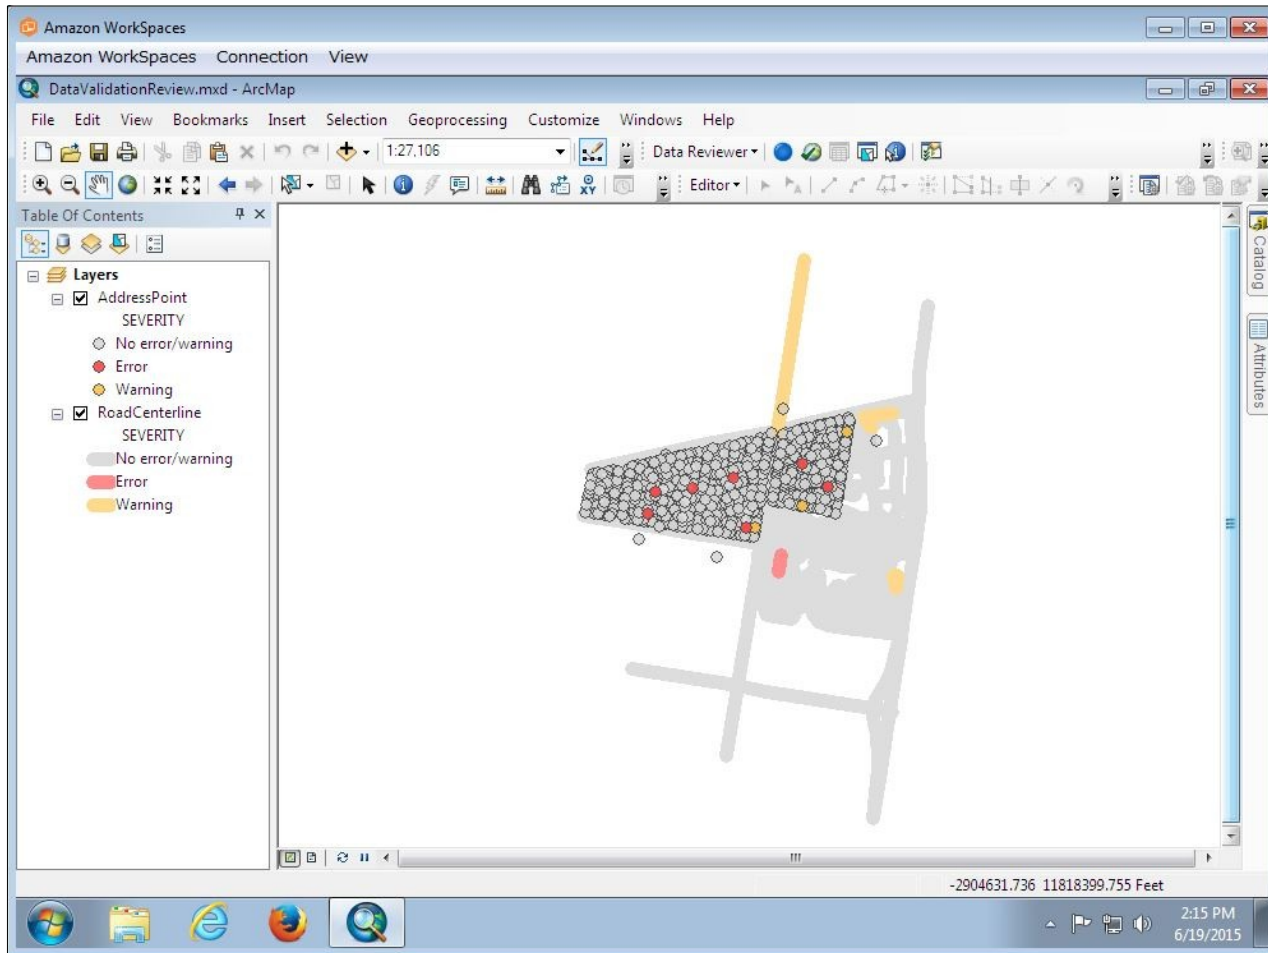 Amazon WorkSpaces
Amazon WorkSpaces Connection View
DataValidationReview.mxd - ArcMap
File Edit View Bookmarks Insert Selection Geoprocessing Customize Windows Help
1:27,106 Data Reviewer
Editor
Table Of Contents
Layers
AddressPoint
SEVERITY
No error/warning
Error
Warning
RoadCenterline
SEVERITY
No error/warning
Error
Warning
Catalog
Attributes
-2904631.736 11818399.755 Feet
2:15 PM
6/19/2015